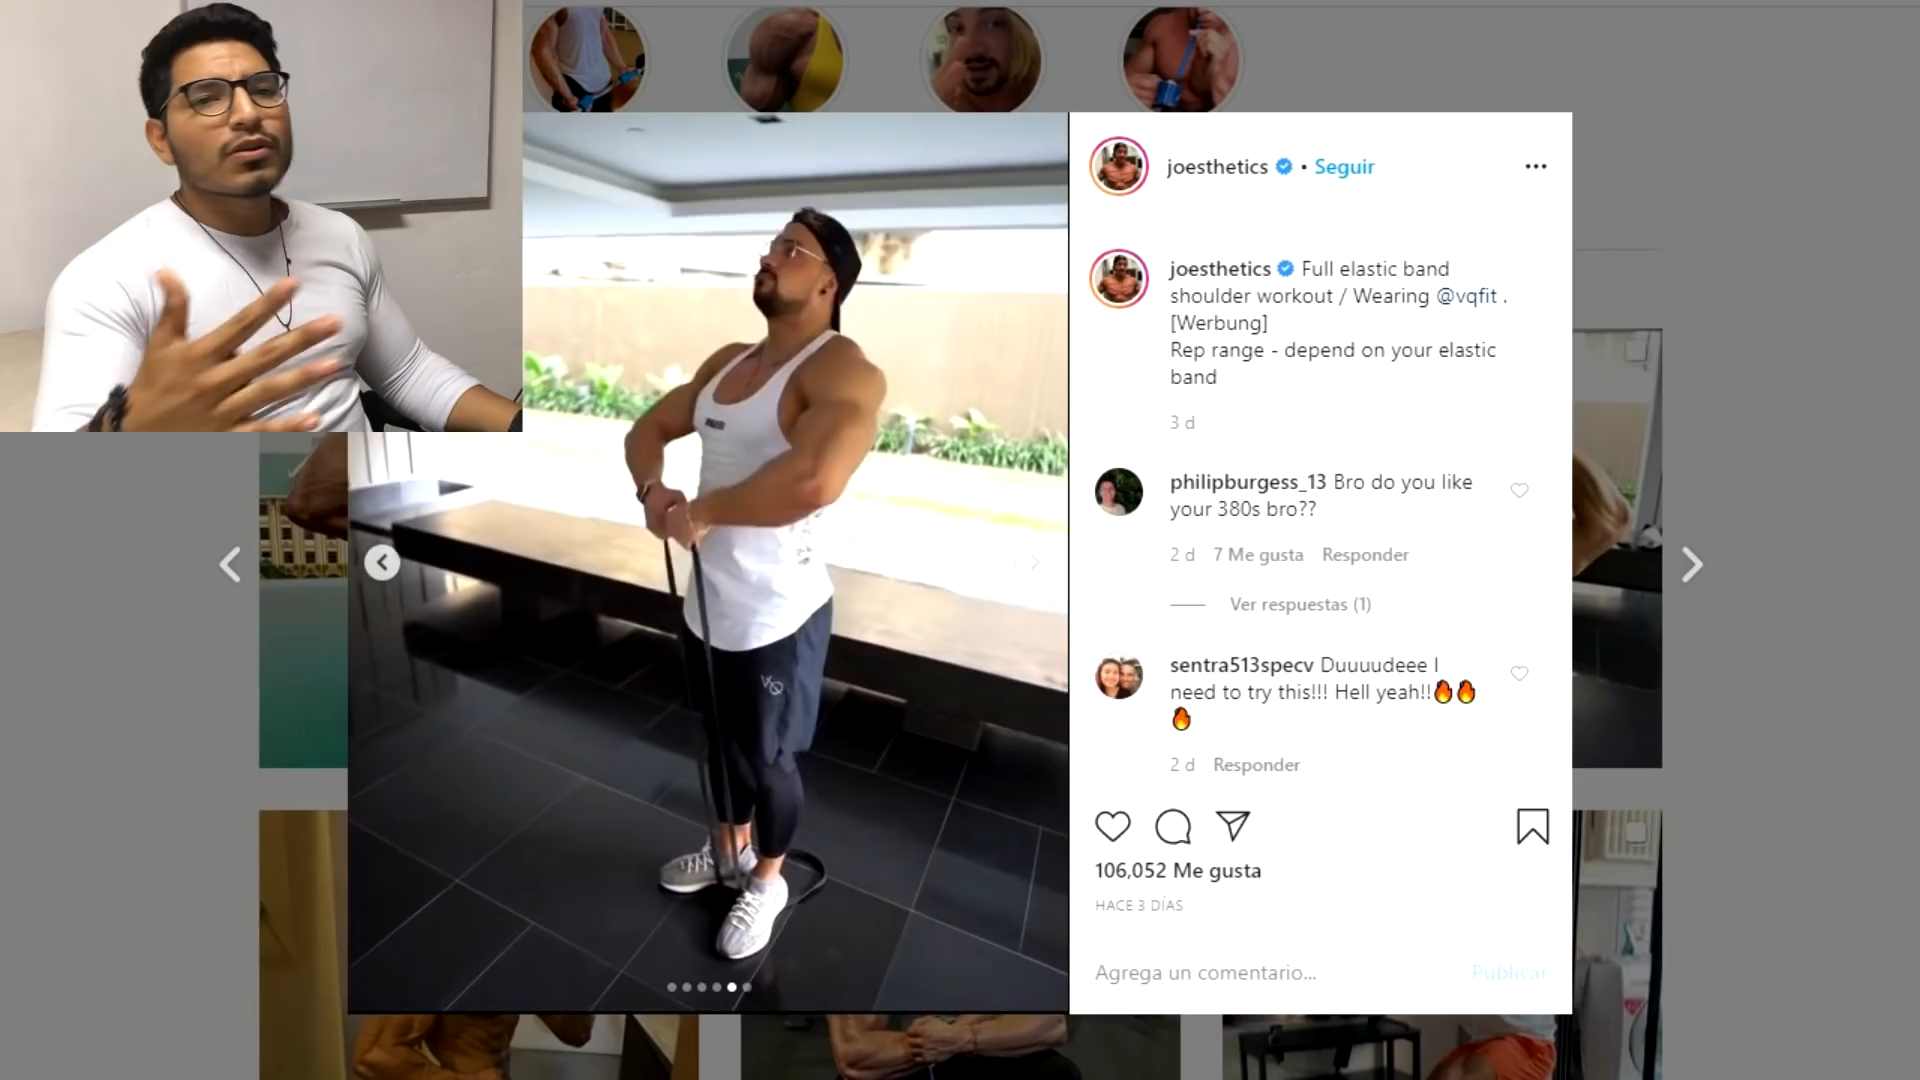 joesthetics • Seguir
joesthetics Full elastic band
shoulder workout / Wearing @vqfit .
[Werbung]
Rep range - depend on your elastic
band
3 d
philipburgess_13 Bro do you like
your 380s bro??
2 d 7 Me gusta Responder
Ver respuestas (1)
sentra513specv Duuuudeee I
need to try this!!! Hell yeah!!🔥🔥
🔥
2 d Responder
106,052 Me gusta
HACE 3 DÍAS
Agrega un comentario... Publicar